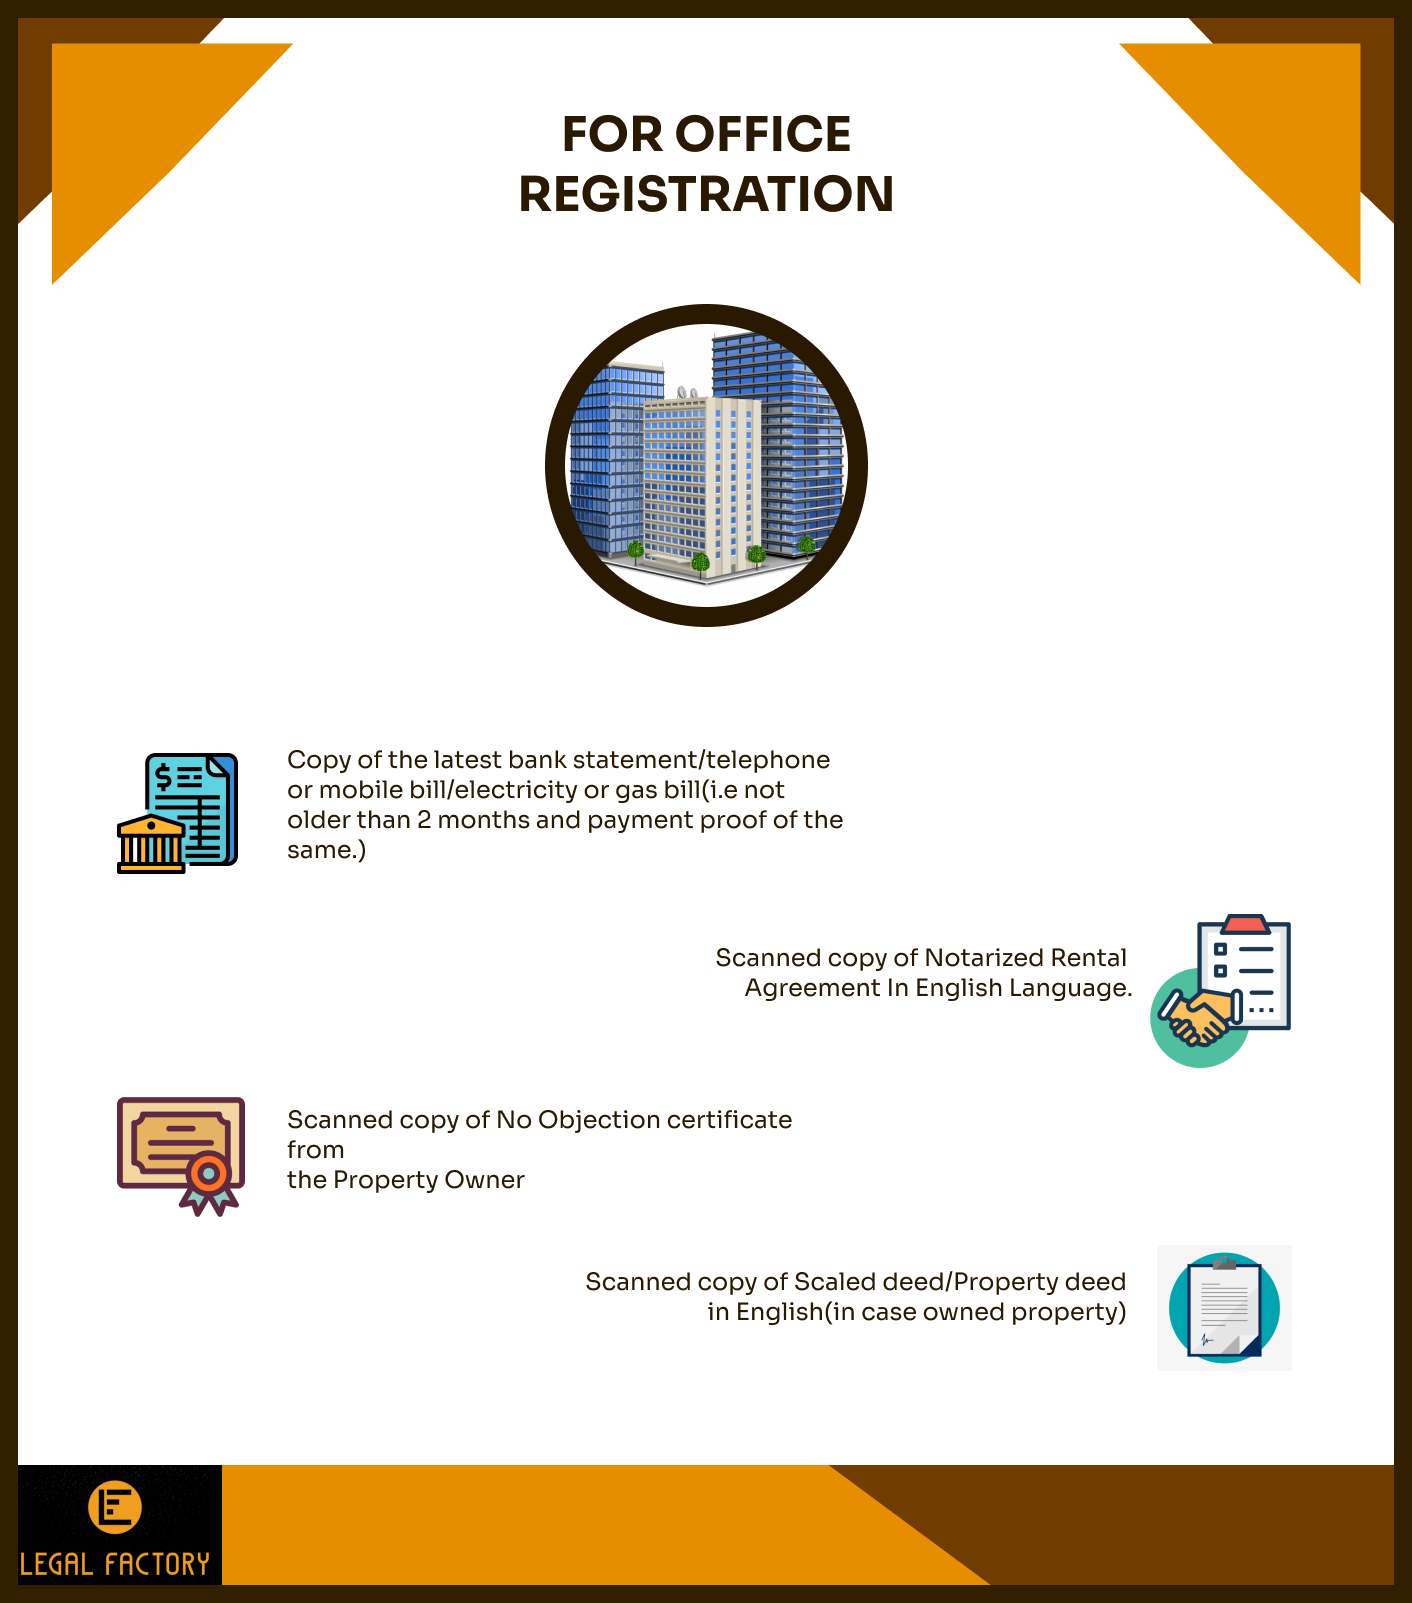 FOR OFFICE
REGISTRATION
Copy of the latest bank statement/telephone
or mobile bill/electricity or gas bill(i.e not
older than 2 months and payment proof of the
same.)
Scanned copy of Notarized Rental
Agreement In English Language.
Scanned copy of No Objection certificate
from
the Property Owner
Scanned copy of Scaled deed/Property deed
in English(in case owned property)
LEGAL FACTORY